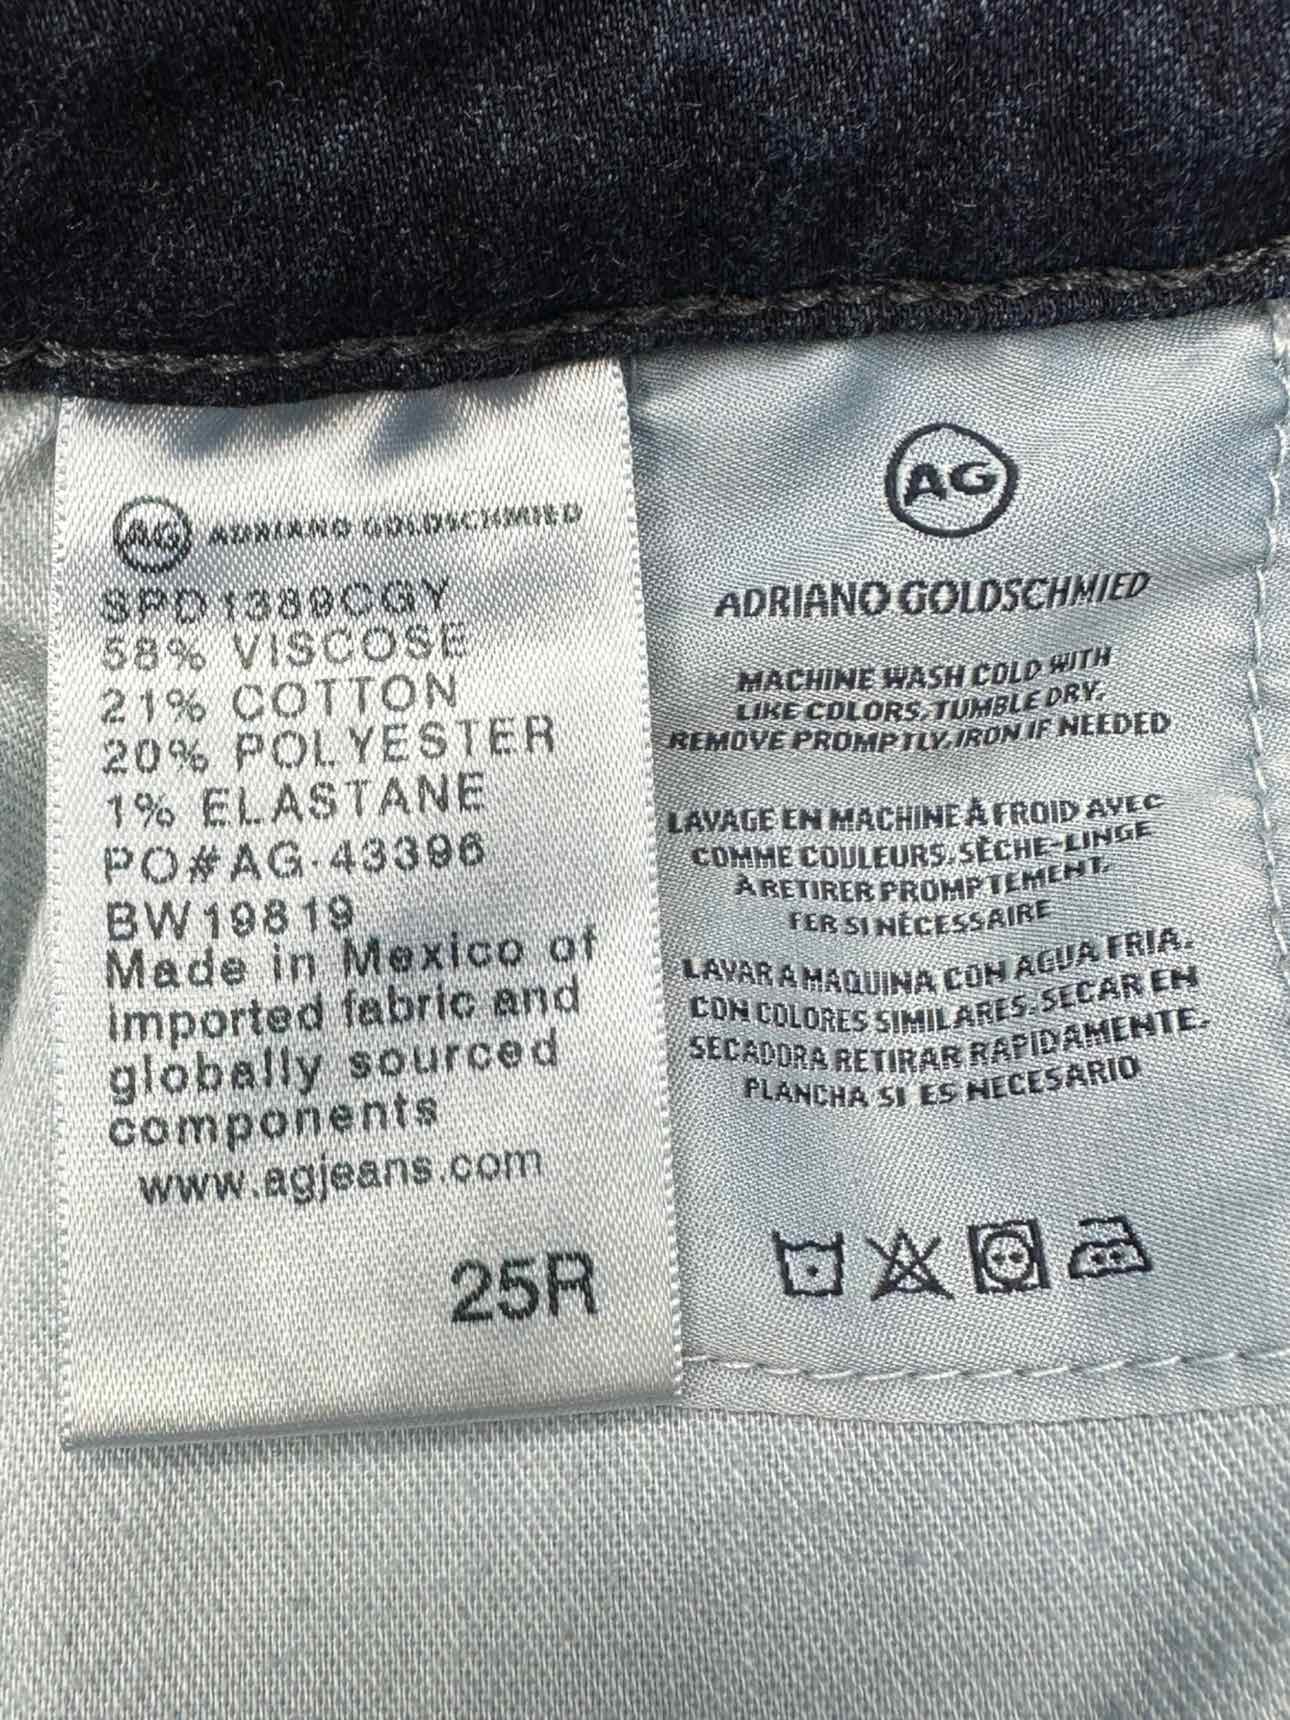 AG ADRIANO GOLDSCHMIED
SPD1389CGY
58% VISCOSE
21% COTTON
20% POLYESTER
1% ELASTANE
PO#AG-43396
BW19819
Made in Mexico of
imported fabric and
globally sourced
components
www.agjeans.com
25R
AG
ADRIANO GOLDSCHMIED
MACHINE WASH COLD WITH
LIKE COLORS, TUMBLE DRY.
REMOVE PROMPTLY, IRON IF NEEDED
LAVAGE EN MACHINE À FROID AVEC
COMME COULEURS. SÈCHE-LINGE
À RETIRER PROMPTEMENT.
FER SI NÉCESSAIRE
LAVAR A MAQUINA CON AGUA FRIA.
CON COLORES SIMILARES. SECAR EN
SECADORA RETIRAR RAPIDAMENTE.
PLANCHA SI ES NECESARIO